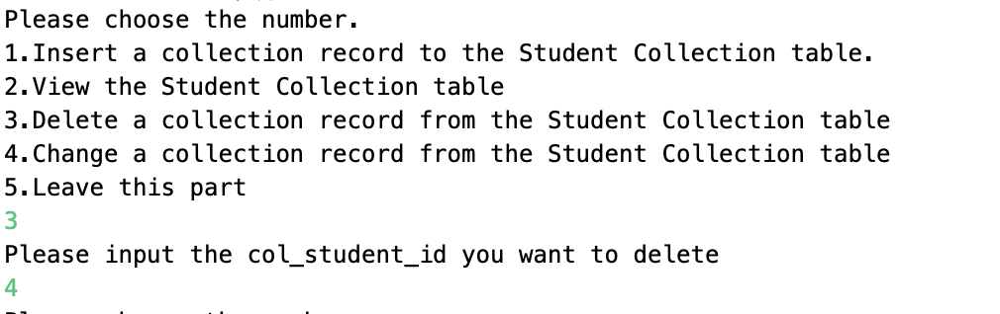 Please choose the number.
1.Insert a collection record to the Student Collection table.
2.View the Student Collection table
3.Delete a collection record from the Student Collection table
4.Change a collection record from the Student Collection table
5.Leave this part
3
Please input the col_student_id you want to delete
4